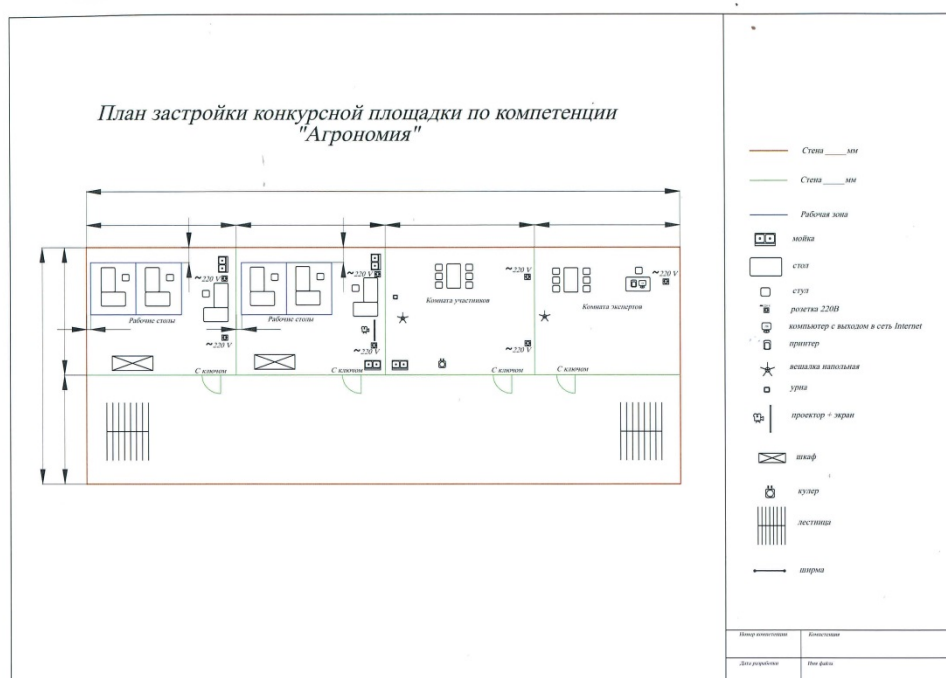 План застройки конкурсной площадки по компетенции
"Агрономия"
~220 V
~220 V
~220 V
~220 V
Комната участников
Комната экспертов
Рабочие столы
Рабочие столы
~220 V
~220 V
~220 V
С ключом
С ключом
С ключом
С ключом
Стена _____мм
Стена _____мм
Рабочая зона
мойка
стол
стул
розетка 220В
компьютер с выходом в сеть Internet
принтер
вешалка напольная
урна
проектор + экран
шкаф
кулер
лестница
ширма
Номер компетенции
Компетенция
Дата разработки
Имя файла